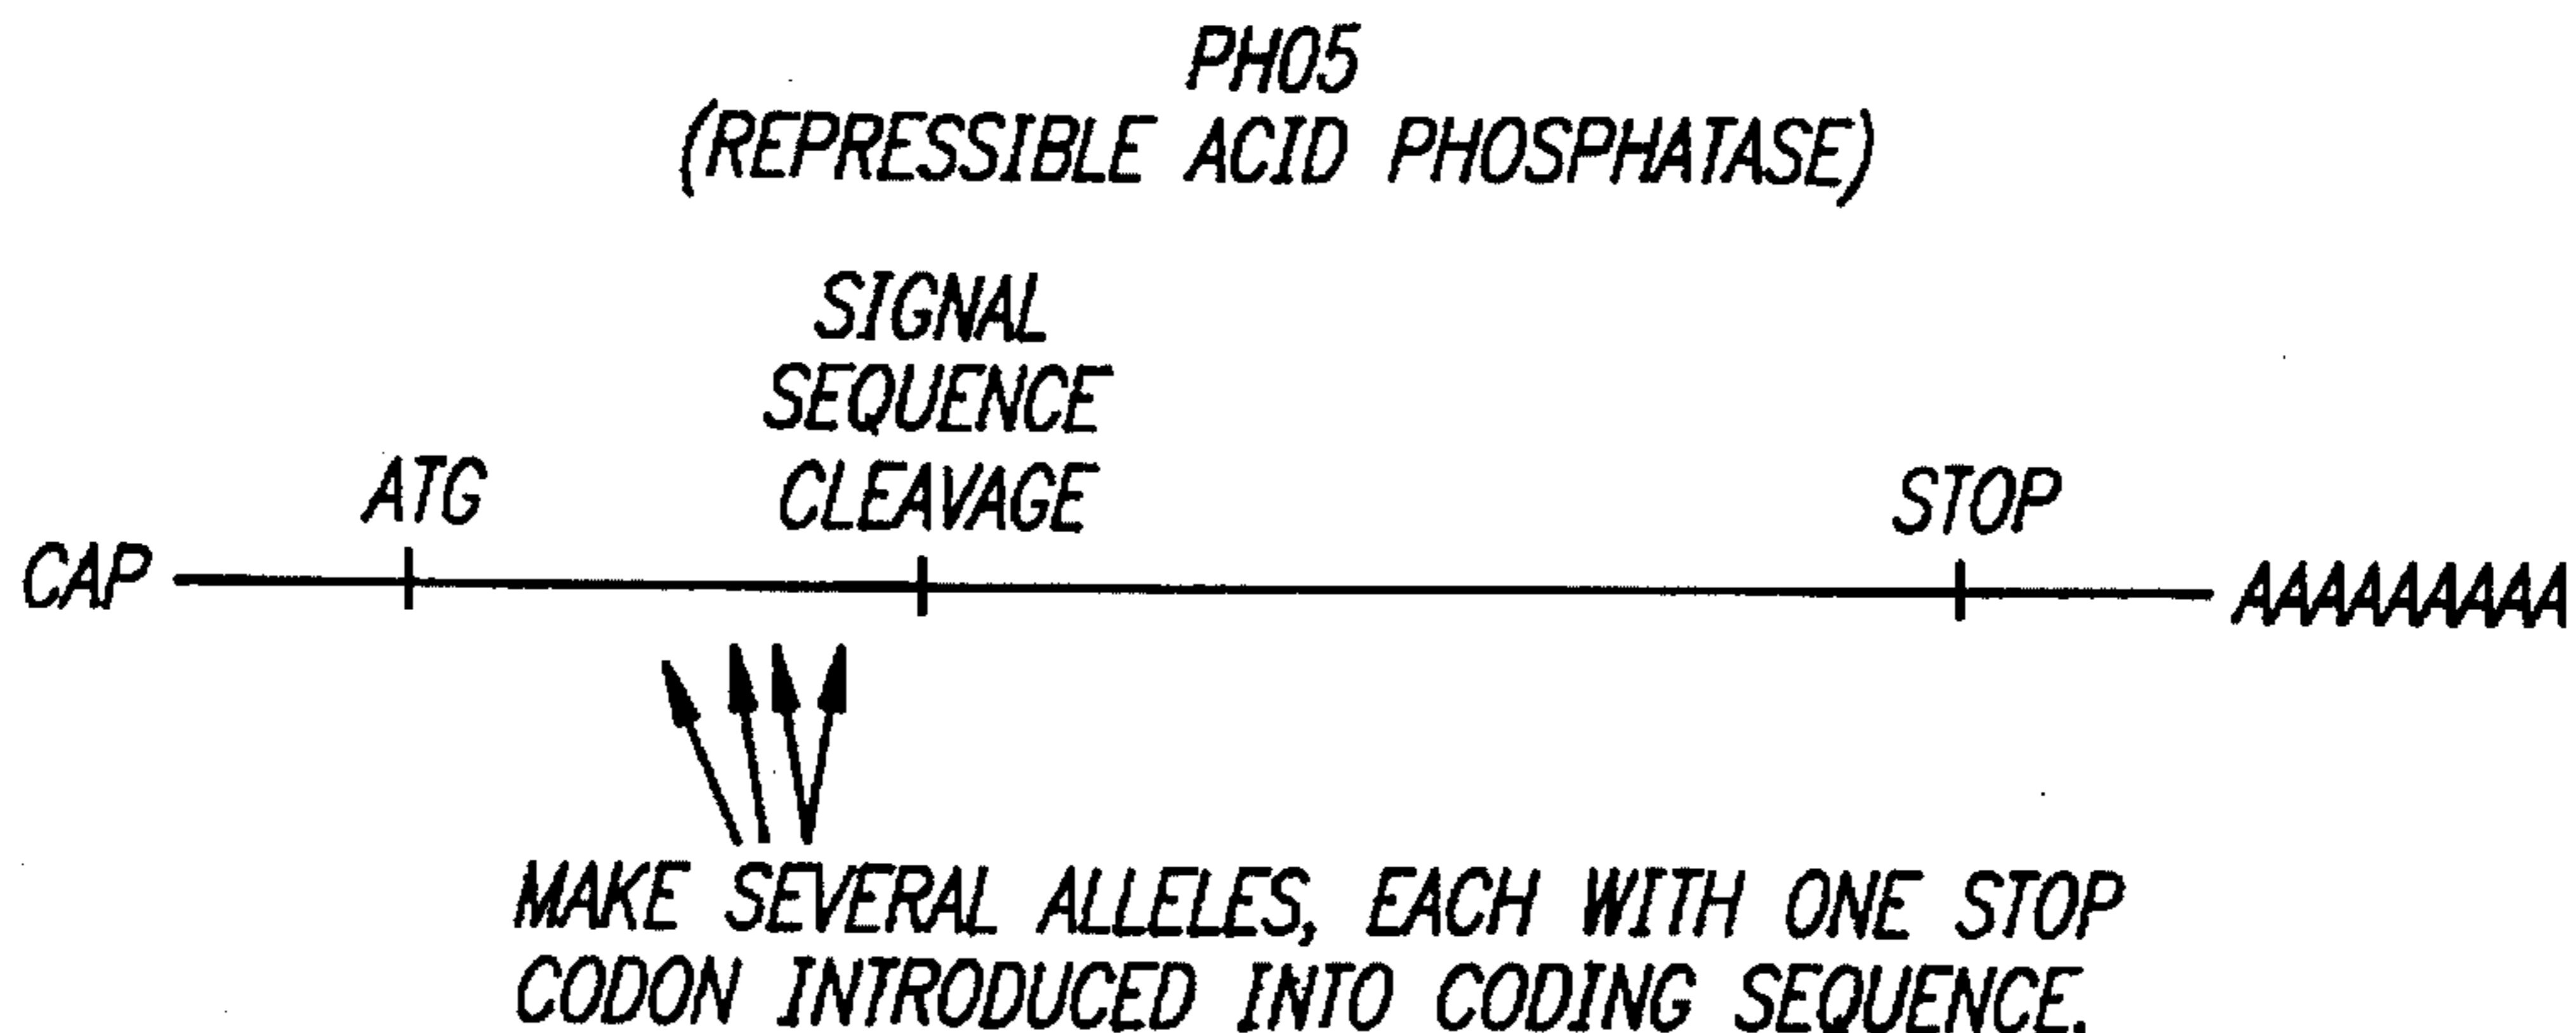 PHO5
(REPRESSIBLE ACID PHOSPHATASE)
SIGNAL
SEQUENCE
CLEAVAGE
ATG
STOP
CAP
AAAAAAAAA
MAKE SEVERAL ALLELES, EACH WITH ONE STOP
CODON INTRODUCED INTO CODING SEQUENCE.